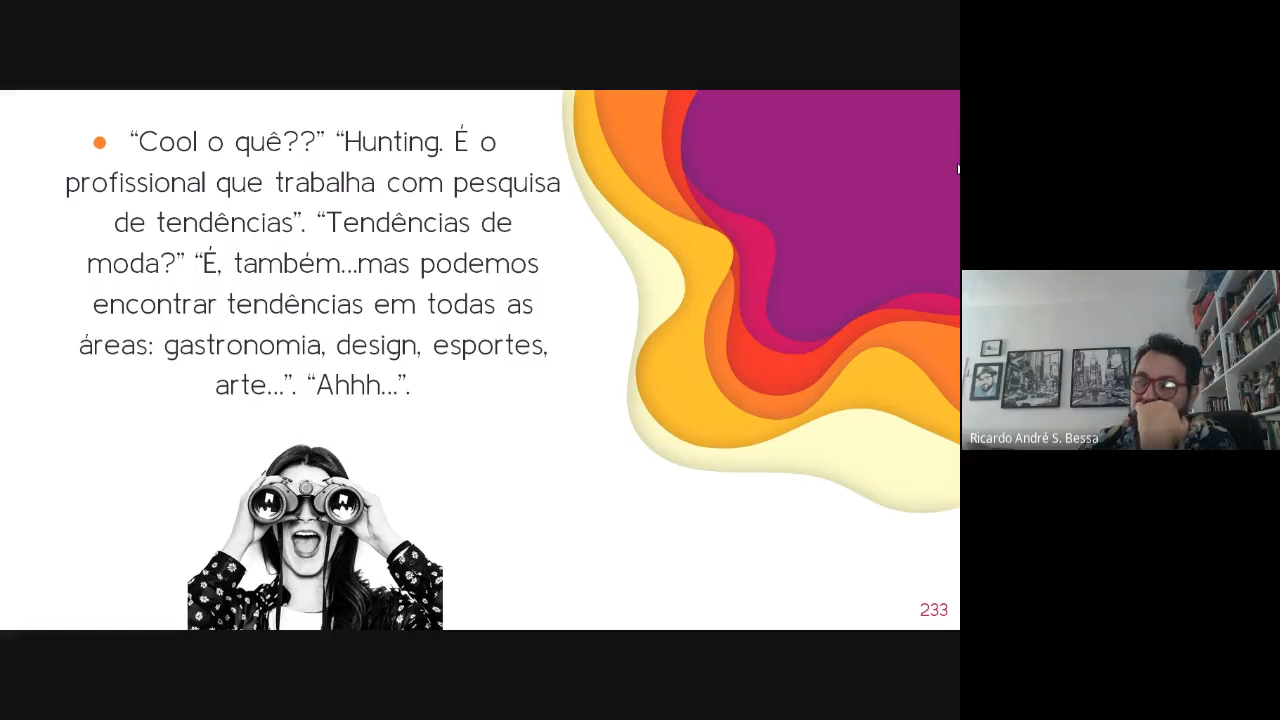 ● “Cool o quê??” “Hunting. É o
profissional que trabalha com pesquisa
de tendências”. “Tendências de
moda?” “É, também...mas podemos
encontrar tendências em todas as
áreas: gastronomia, design, esportes,
arte...”. “Ahhh...”.
233
Ricardo André S. Bessa